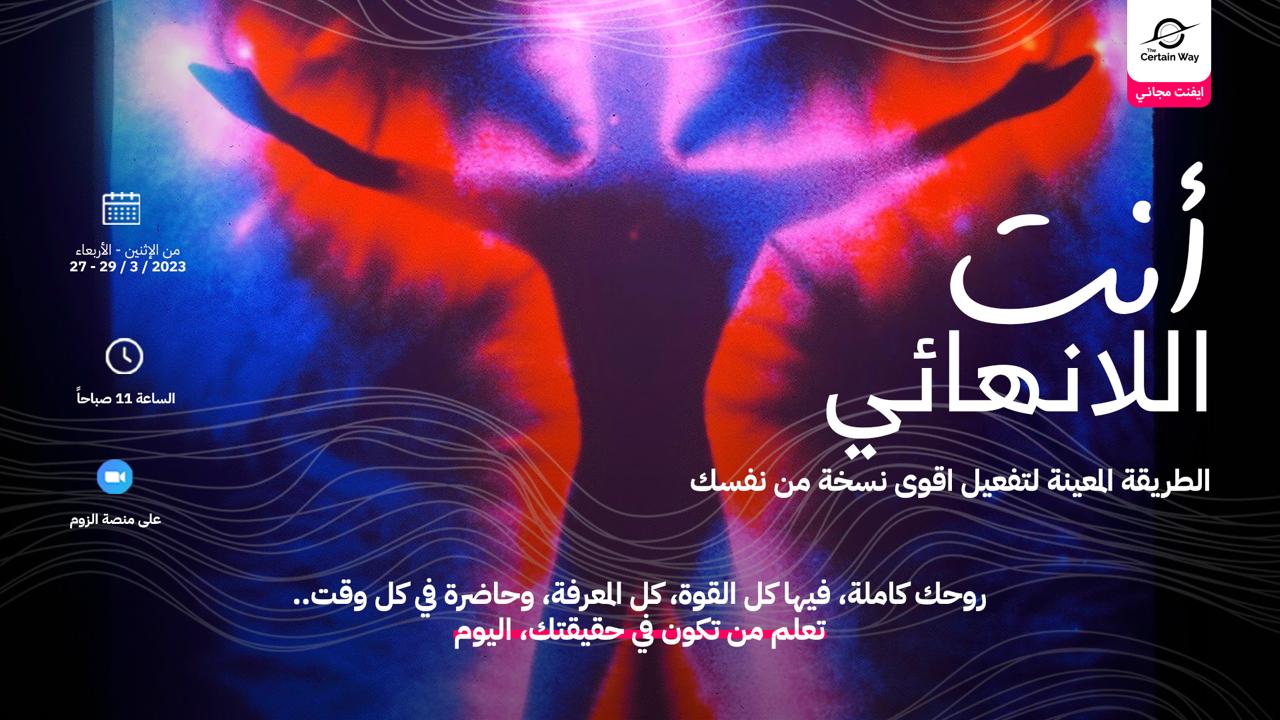 The
Certain Way
ايفنت مجاني
أنت
اللانهائي
الطريقة المعينة لتفعيل اقوى نسخة من نفسك
من الإثنين - الأربعاء
27 - 29 / 3 / 2023
الساعة 11 صباحاً
على منصة الزوم
روحك كاملة، فيها كل القوة، كل المعرفة، وحاضرة في كل وقت..
تعلم من تكون في حقيقتك، اليوم